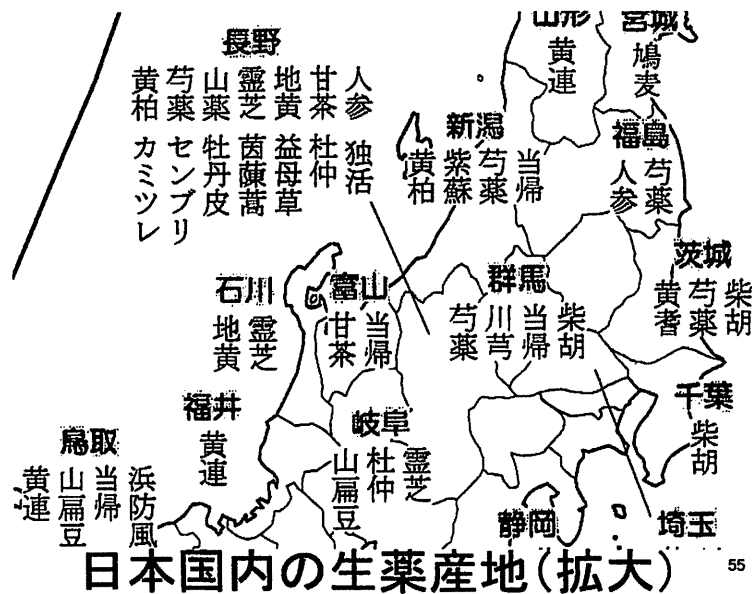 長野
人参
甘茶
地黄
霊芝
山薬
芍薬
黄柏
独活
杜仲
益母草
茵蔯蒿
牡丹皮
センブリ
カミツレ
山形
黄連
宮城
鳩麦
新潟
当帰
芍薬
紫蘇
黄柏
福島
芍薬
人参
茨城
柴胡
芍薬
黄耆
群馬
柴胡
当帰
川芎
芍薬
富山
当帰
甘茶
石川
霊芝
地黄
千葉
柴胡
福井
黄連
岐阜
霊芝
杜仲
山扁豆
鳥取
浜防風
当帰
山扁豆
黄連
静岡
埼玉
日本国内の生薬産地(拡大)
55